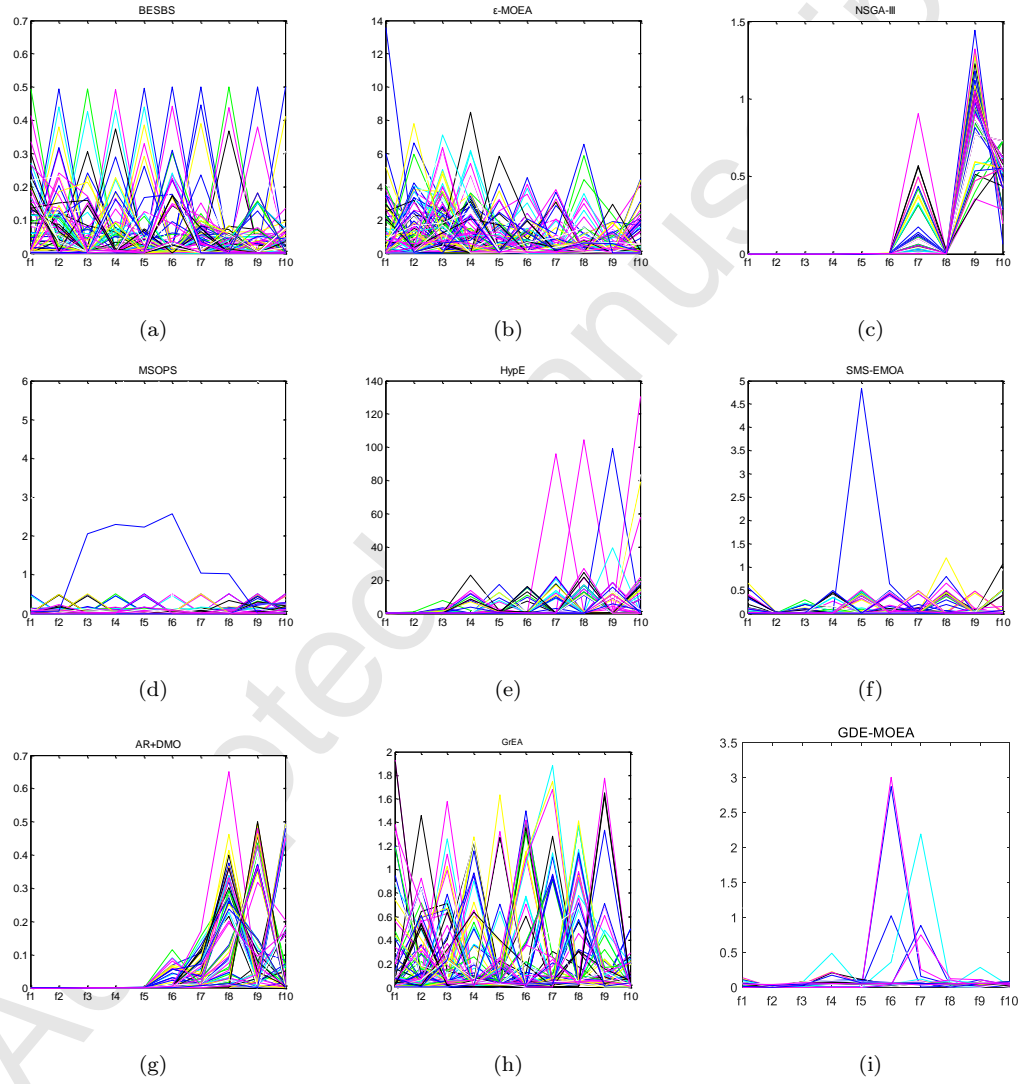 BESBS
0.7
0.6
0.5
0.4
0.3
0.2
0.1
0
f1 f2 f3 f4 f5 f6 f7 f8 f9 f10
(a)
ε-MOEA
14
12
10
8
6
4
2
0
f1 f2 f3 f4 f5 f6 f7 f8 f9 f10
(b)
NSGA-III
1.5
1
0.5
0
f1 f2 f3 f4 f5 f6 f7 f8 f9 f10
(c)
MSOPS
6
5
4
3
2
1
0
f1 f2 f3 f4 f5 f6 f7 f8 f9 f10
(d)
HypE
140
120
100
80
60
40
20
0
f1 f2 f3 f4 f5 f6 f7 f8 f9 f10
(e)
SMS-EMOA
5
4.5
4
3.5
3
2.5
2
1.5
1
0.5
0
f1 f2 f3 f4 f5 f6 f7 f8 f9 f10
(f)
AR+DMO
0.7
0.6
0.5
0.4
0.3
0.2
0.1
0
f1 f2 f3 f4 f5 f6 f7 f8 f9 f10
(g)
GrEA
2
1.8
1.6
1.4
1.2
1
0.8
0.6
0.4
0.2
0
f1 f2 f3 f4 f5 f6 f7 f8 f9 f10
(h)
GDE-MOEA
3.5
3
2.5
2
1.5
1
0.5
0
f1 f2 f3 f4 f5 f6 f7 f8 f9 f10
(i)